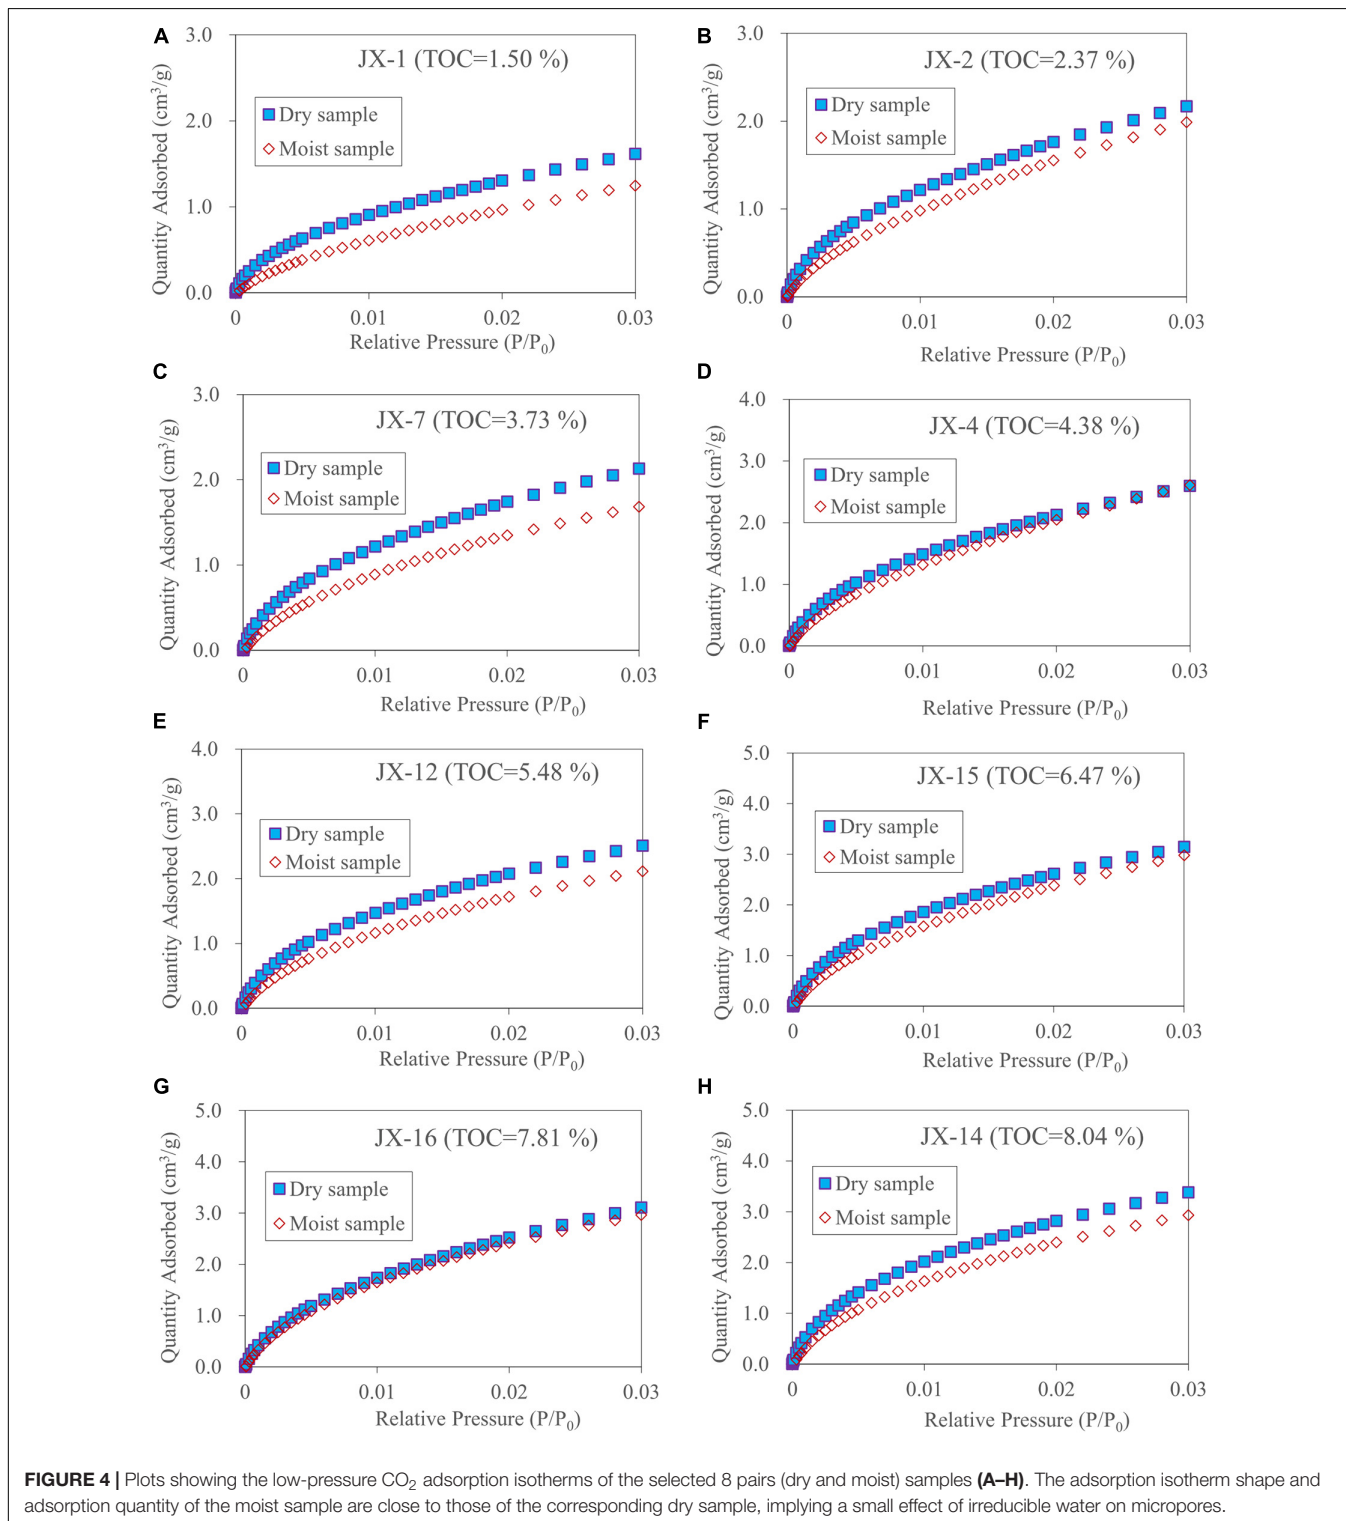 A
JX-1 (TOC=1.50 %)
Quantity Adsorbed (cm³/g)
3.0
2.0
1.0
0.0
Dry sample
Moist sample
0 0.01 0.02 0.03
Relative Pressure (P/P₀)
B
JX-2 (TOC=2.37 %)
Quantity Adsorbed (cm³/g)
3.0
2.0
1.0
0.0
Dry sample
Moist sample
0 0.01 0.02 0.03
Relative Pressure (P/P₀)
C
JX-7 (TOC=3.73 %)
Quantity Adsorbed (cm³/g)
3.0
2.0
1.0
0.0
Dry sample
Moist sample
0 0.01 0.02 0.03
Relative Pressure (P/P₀)
D
JX-4 (TOC=4.38 %)
Quantity Adsorbed (cm³/g)
4.0
3.0
2.0
1.0
0.0
Dry sample
Moist sample
0 0.01 0.02 0.03
Relative Pressure (P/P₀)
E
JX-12 (TOC=5.48 %)
Quantity Adsorbed (cm³/g)
4.0
3.0
2.0
1.0
0.0
Dry sample
Moist sample
0 0.01 0.02 0.03
Relative Pressure (P/P₀)
F
JX-15 (TOC=6.47 %)
Quantity Adsorbed (cm³/g)
5.0
4.0
3.0
2.0
1.0
0.0
Dry sample
Moist sample
0 0.01 0.02 0.03
Relative Pressure (P/P₀)
G
JX-16 (TOC=7.81 %)
Quantity Adsorbed (cm³/g)
5.0
4.0
3.0
2.0
1.0
0.0
Dry sample
Moist sample
0 0.01 0.02 0.03
Relative Pressure (P/P₀)
H
JX-14 (TOC=8.04 %)
Quantity Adsorbed (cm³/g)
5.0
4.0
3.0
2.0
1.0
0.0
Dry sample
Moist sample
0 0.01 0.02 0.03
Relative Pressure (P/P₀)
FIGURE 4 | Plots showing the low-pressure CO₂ adsorption isotherms of the selected 8 pairs (dry and moist) samples (A–H). The adsorption isotherm shape and
adsorption quantity of the moist sample are close to those of the corresponding dry sample, implying a small effect of irreducible water on micropores.